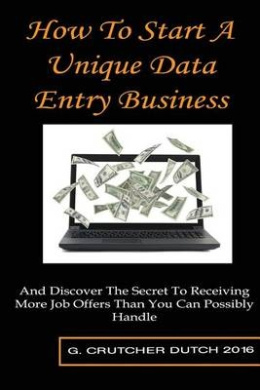 How To Start A
Unique Data
Entry Business
And Discover The Secret To Receiving
More Job Offers Than You Can Possibly
Handle
G. CRUTCHER DUTCH 2016